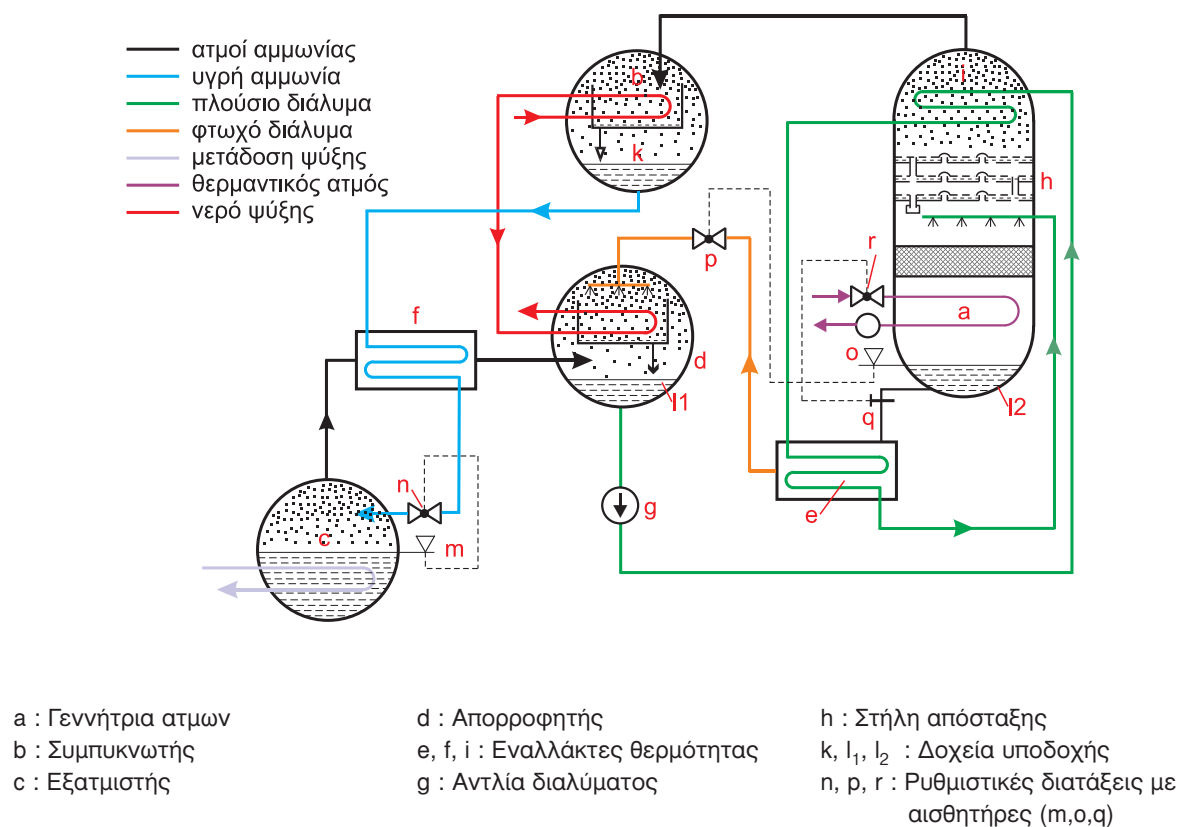 ατμοί αμμωνίας
υγρή αμμωνία
πλούσιο διάλυμα
φτωχό διάλυμα
μετάδοση ψύξης
θερμαντικός ατμός
νερό ψύξης
b
k
i
h
p
r
a
o
f
d
l1
l2
q
n
g
e
c
m
a : Γεννήτρια ατμων
b : Συμπυκνωτής
c : Εξατμιστής
d : Απορροφητής
e, f, i : Εναλλάκτες θερμότητας
g : Αντλία διαλύματος
h : Στήλη απόσταξης
k, l₁, l₂ : Δοχεία υποδοχής
n, p, r : Ρυθμιστικές διατάξεις με
αισθητήρες (m,o,q)